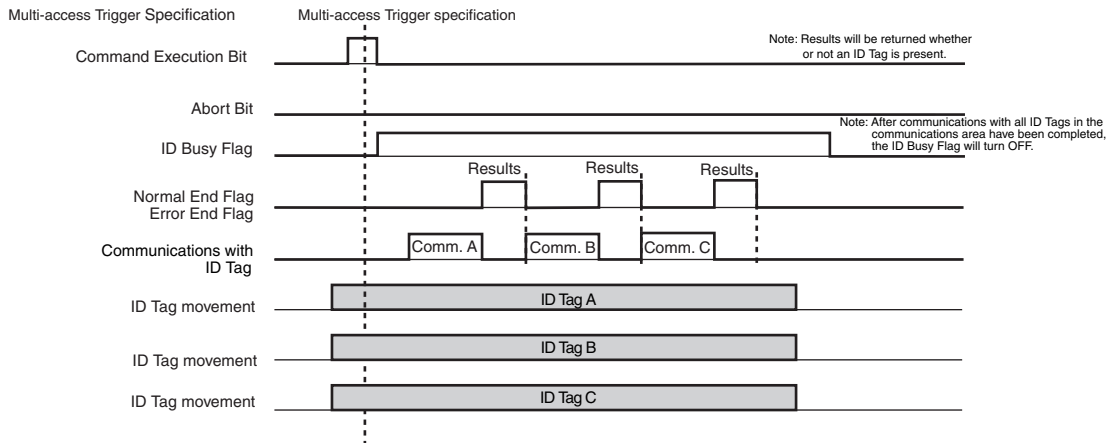 Multi-access Trigger Specification
Multi-access Trigger specification
Command Execution Bit
Note: Results will be returned whether
or not an ID Tag is present.
Abort Bit
Note: After communications with all ID Tags in the
communications area have been completed,
the ID Busy Flag will turn OFF.
ID Busy Flag
Results
Results
Results
Normal End Flag
Error End Flag
Communications with
ID Tag
Comm. A
Comm. B
Comm. C
ID Tag movement
ID Tag A
ID Tag movement
ID Tag B
ID Tag movement
ID Tag C